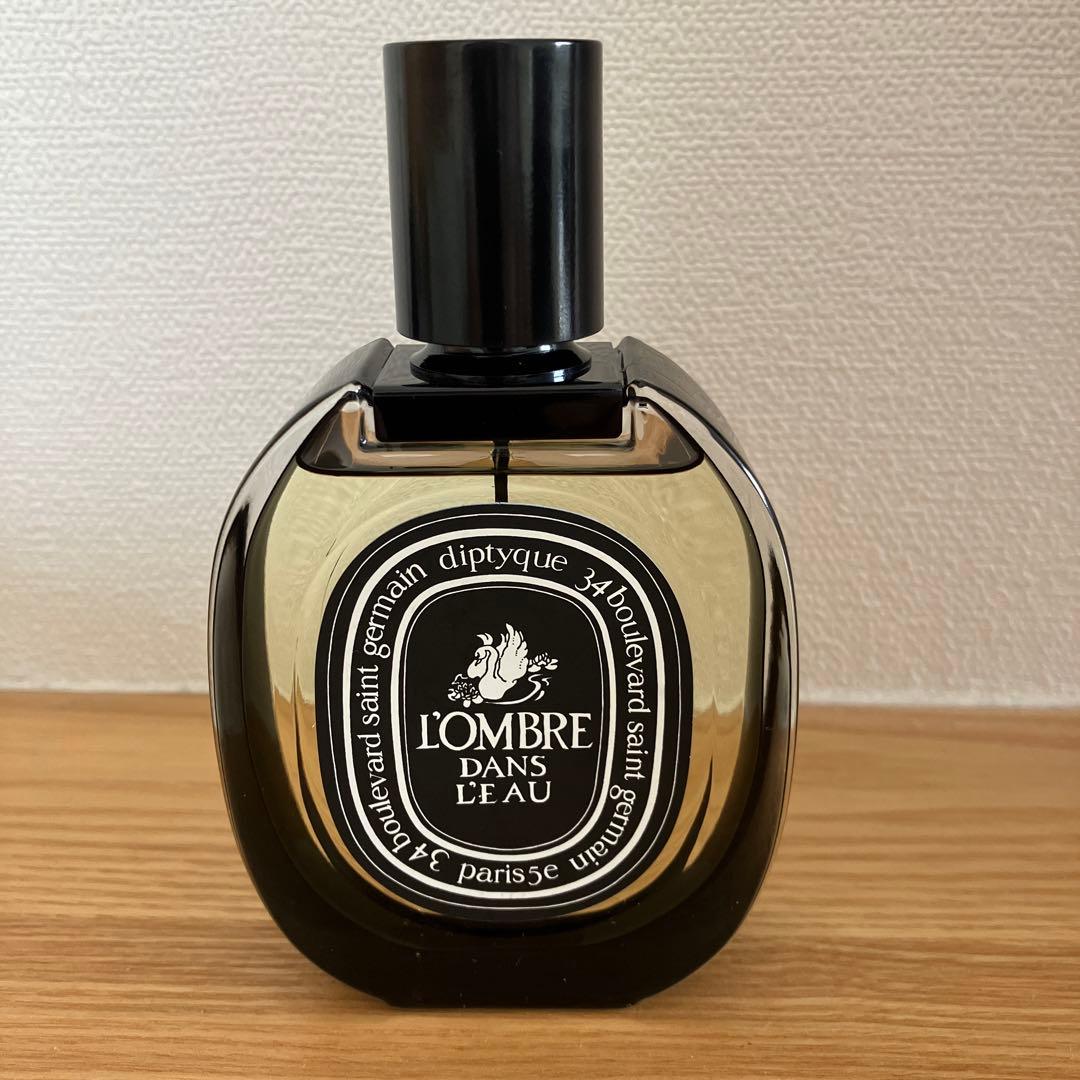 diptyque 34 boulevard saint germain paris5e 34 boulevard saint germain
L'OMBRE
DANS
L'EAU